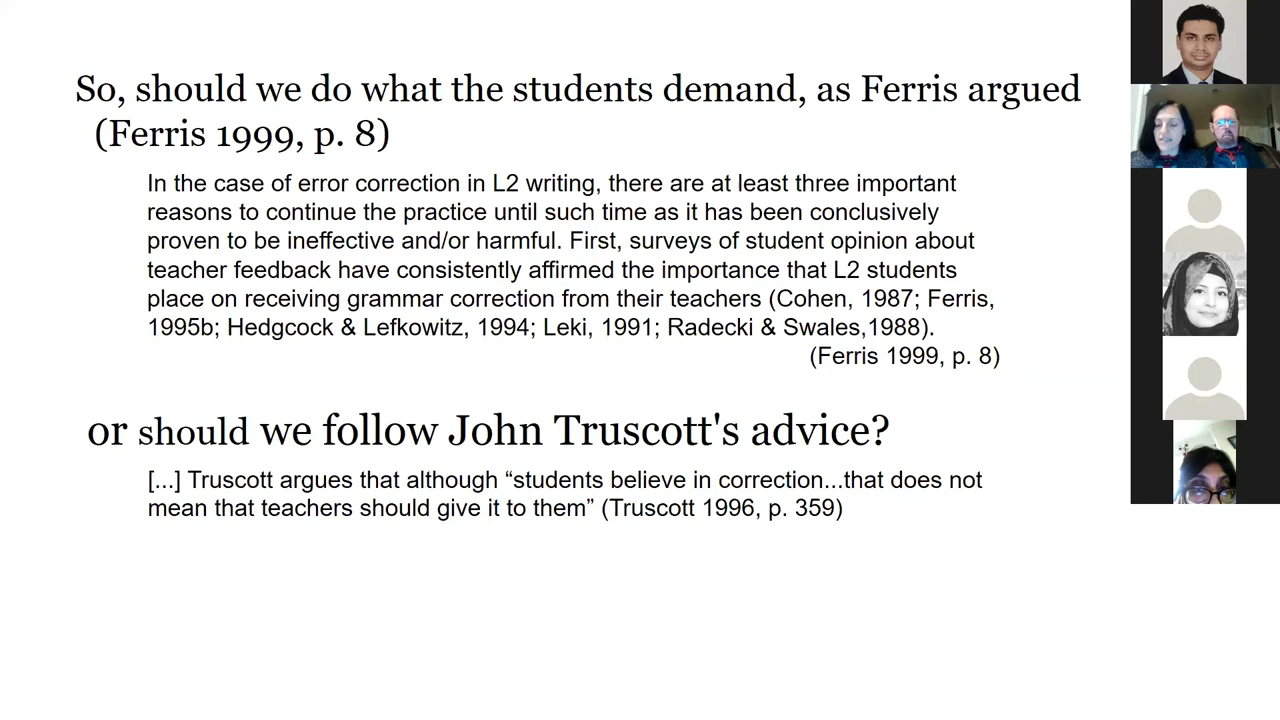 So, should we do what the students demand, as Ferris argued
(Ferris 1999, p. 8)
In the case of error correction in L2 writing, there are at least three important
reasons to continue the practice until such time as it has been conclusively
proven to be ineffective and/or harmful. First, surveys of student opinion about
teacher feedback have consistently affirmed the importance that L2 students
place on receiving grammar correction from their teachers (Cohen, 1987; Ferris,
1995b; Hedgcock & Lefkowitz, 1994; Leki, 1991; Radecki & Swales,1988).
(Ferris 1999, p. 8)
or should we follow John Truscott's advice?
[...] Truscott argues that although “students believe in correction...that does not
mean that teachers should give it to them” (Truscott 1996, p. 359)